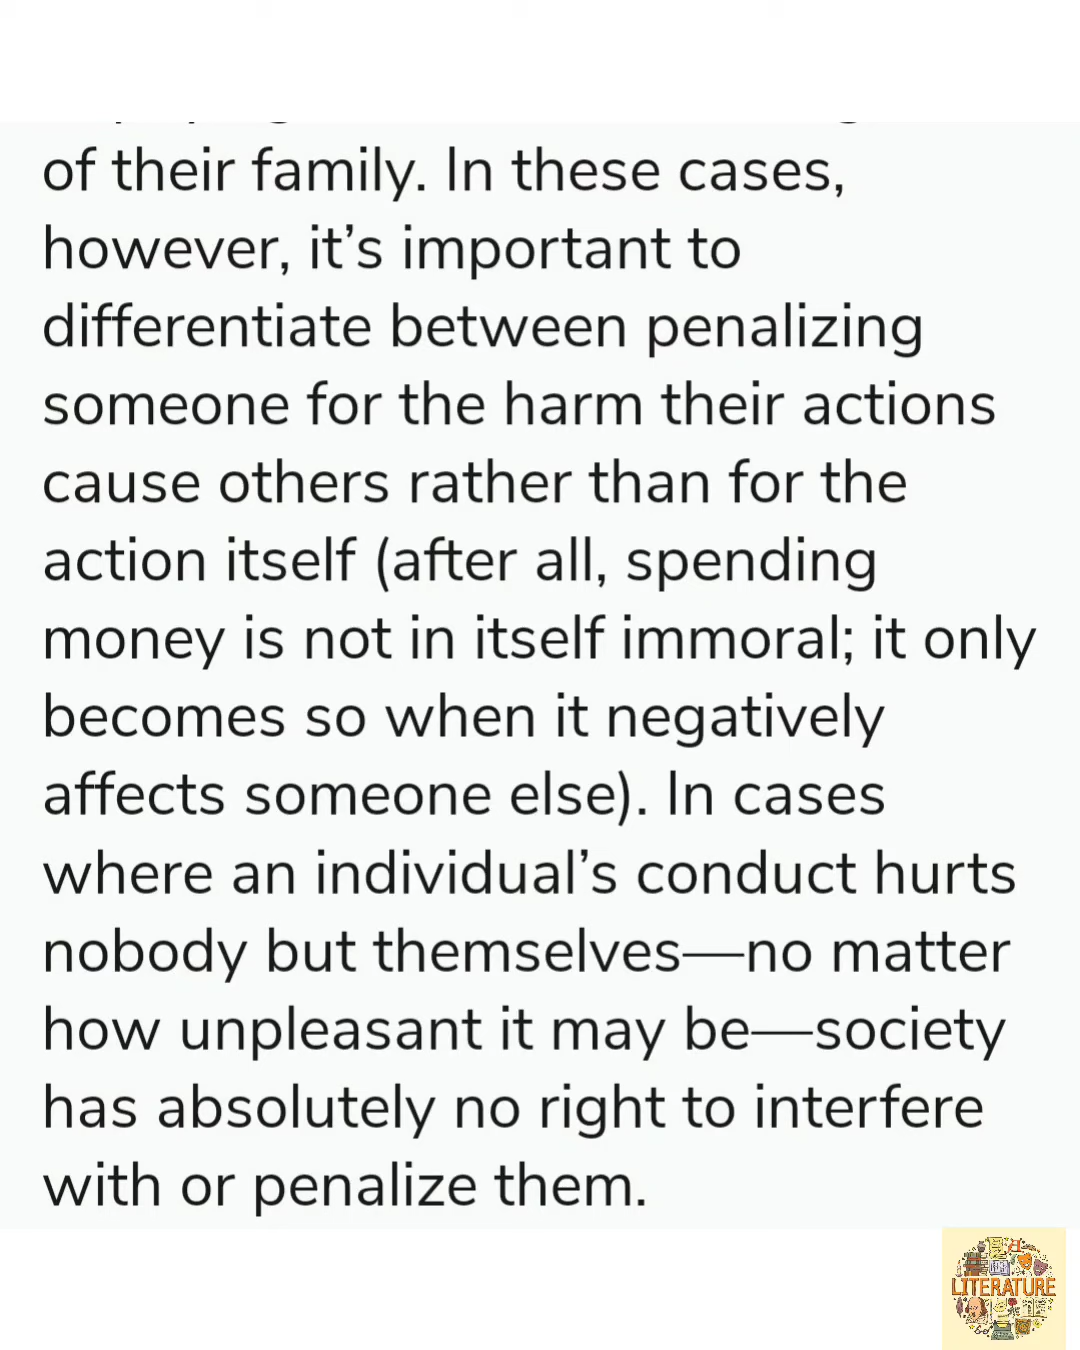 of their family. In these cases,
however, it’s important to
differentiate between penalizing
someone for the harm their actions
cause others rather than for the
action itself (after all, spending
money is not in itself immoral; it only
becomes so when it negatively
affects someone else). In cases
where an individual’s conduct hurts
nobody but themselves—no matter
how unpleasant it may be—society
has absolutely no right to interfere
with or penalize them.
LITERATURE